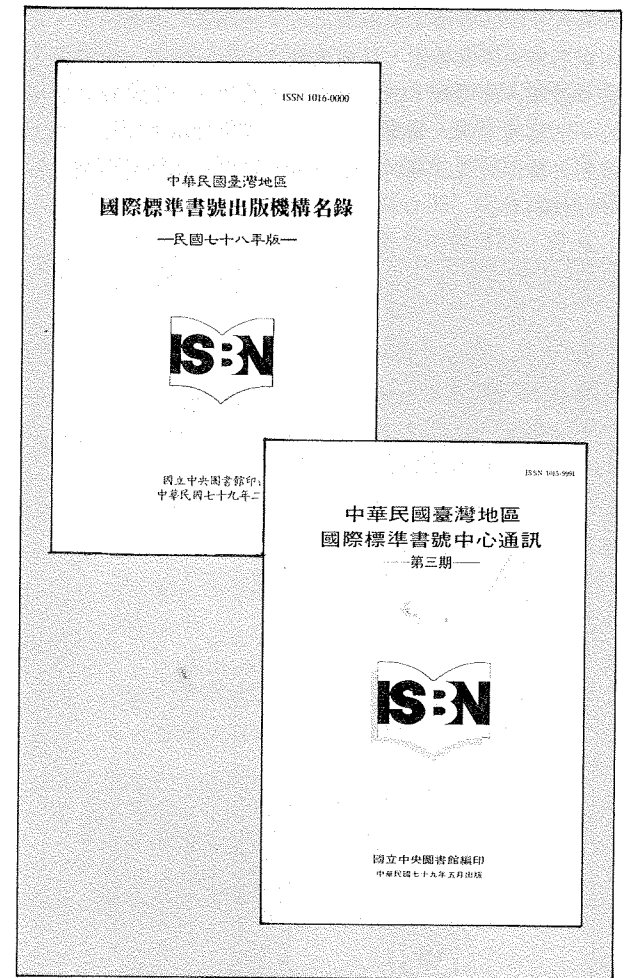 ISSN 1016-0000
中華民國臺灣地區
國際標準書號出版機構名錄
—民國七十八年版—
ISBN
國立中央圖書館印
中華民國七十九年二
ISSN 1015-9991
中華民國臺灣地區
國際標準書號中心通訊
——第三期——
ISBN
國立中央圖書館編印
中華民國七十九年五月出版